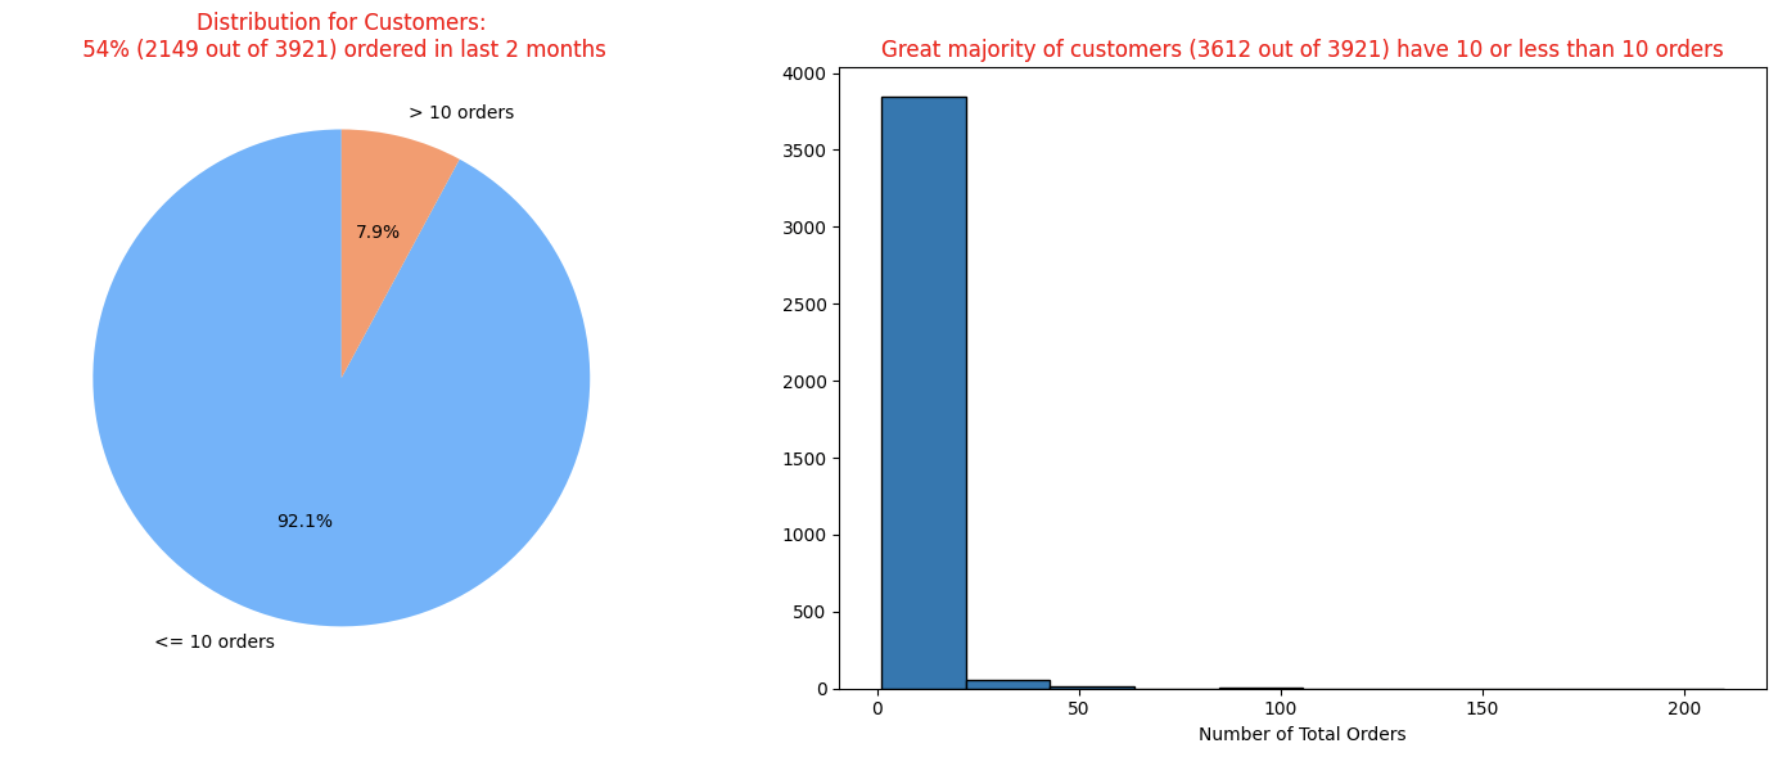 Distribution for Customers:
54% (2149 out of 3921) ordered in last 2 months
> 10 orders
7.9%
92.1%
<= 10 orders
Great majority of customers (3612 out of 3921) have 10 or less than 10 orders
4000
3500
3000
2500
2000
1500
1000
500
0
0 50 100 150 200
Number of Total Orders